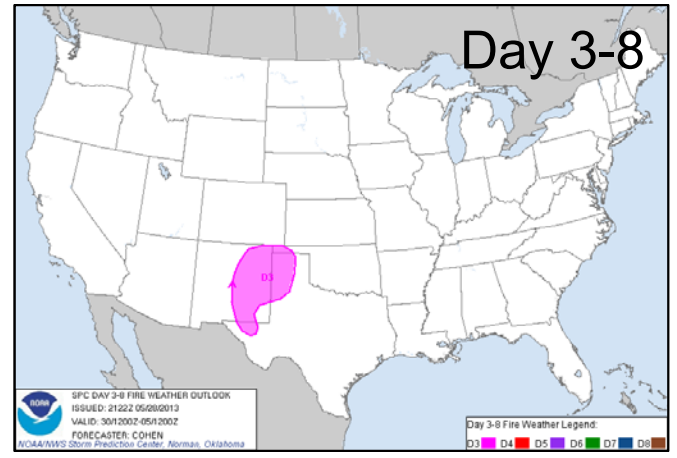 Day 3-8
D3
SPC DAY 3-8 FIRE WEATHER OUTLOOK
ISSUED: 2122Z 05/28/2013
VALID: 30/1200Z-05/1200Z
FORECASTER: COHEN
NOAA/NWS Storm Prediction Center, Norman, Oklahoma
noaa
Day 3-8 Fire Weather Legend:
D3 D4 D5 D6 D7 D8